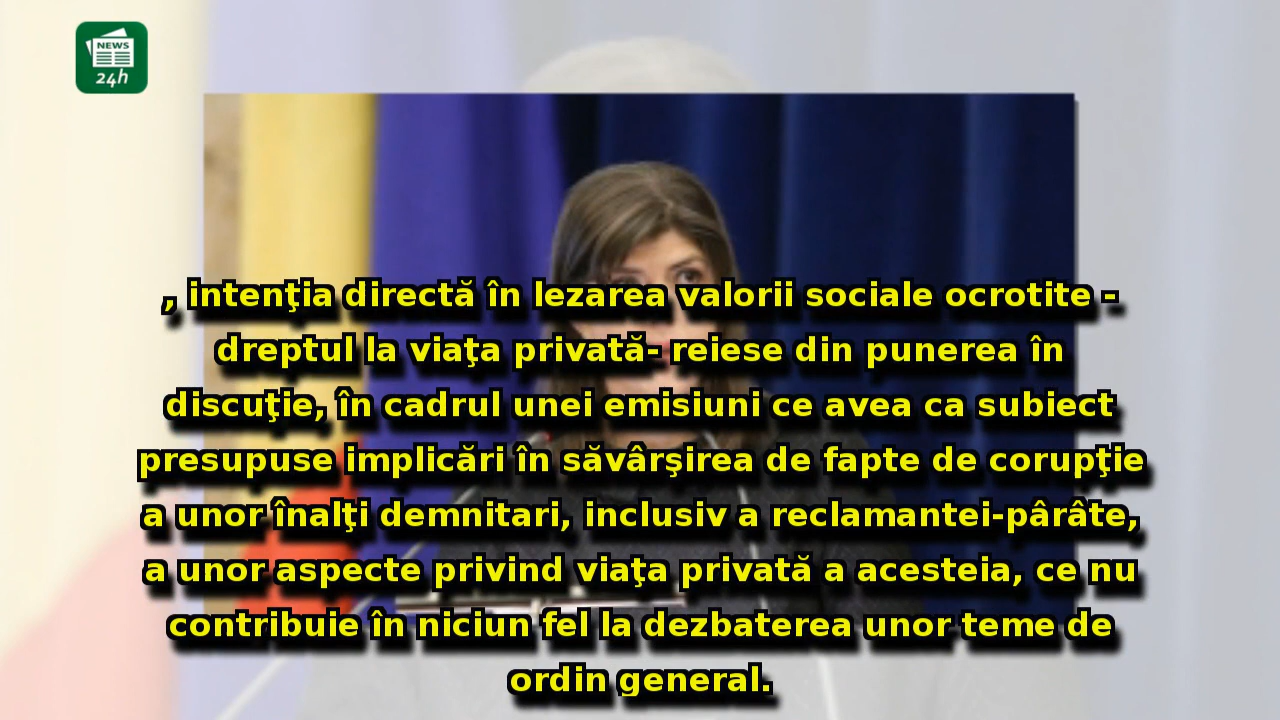 NEWS
24h
, intenţia directă în lezarea valorii sociale ocrotite -
dreptul la viaţa privată- reiese din punerea în
discuţie, în cadrul unei emisiuni ce avea ca subiect
presupuse implicări în săvârşirea de fapte de corupţie
a unor înalţi demnitari, inclusiv a reclamantei-pârâte,
a unor aspecte privind viaţa privată a acesteia, ce nu
contribuie în niciun fel la dezbaterea unor teme de
ordin general.